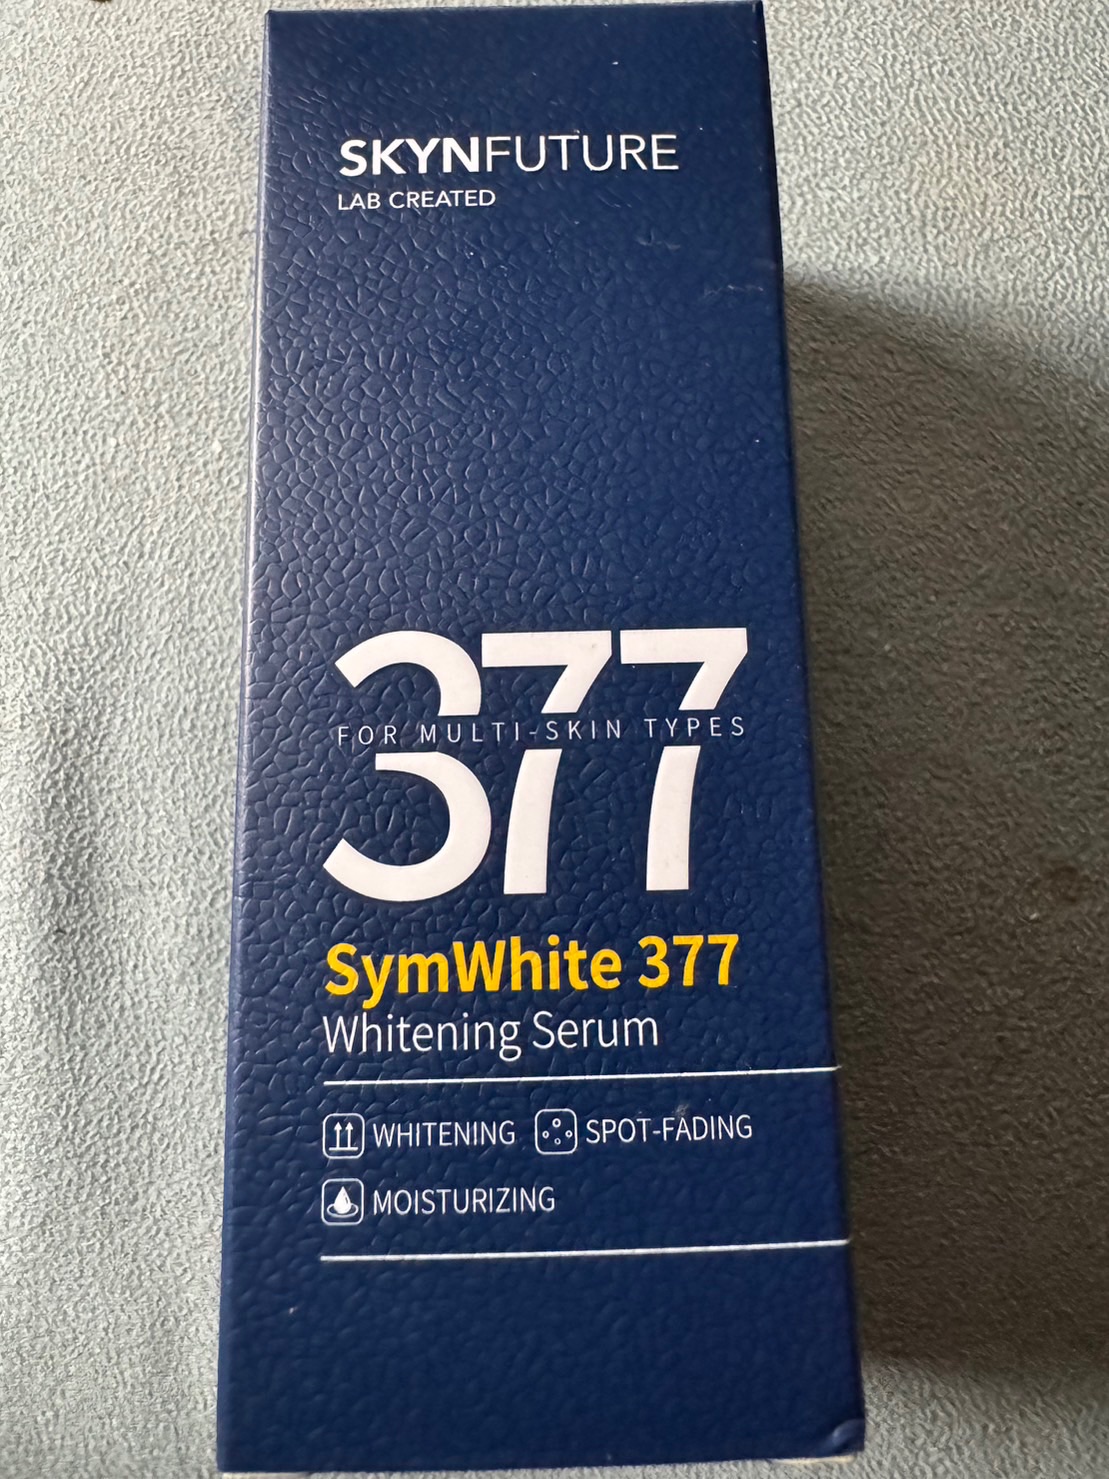 SKYNFUTURE
LAB CREATED
377
FOR MULTI-SKIN TYPES
SymWhite 377
Whitening Serum
WHITENING SPOT-FADING
MOISTURIZING